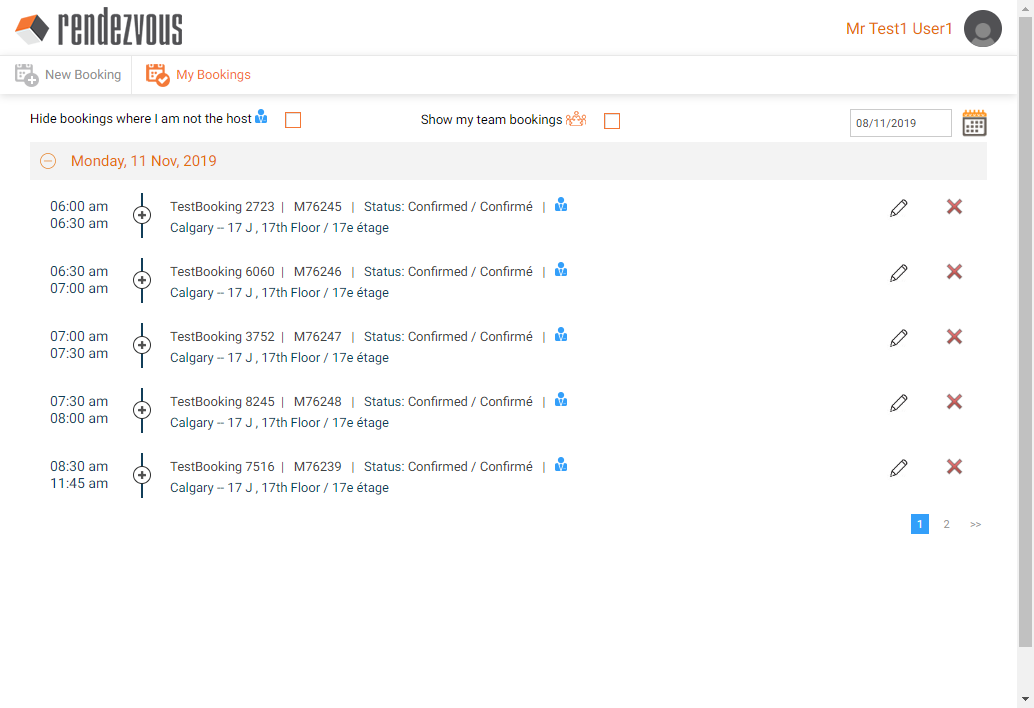 rendezvous
Mr Test1 User1
New Booking
My Bookings
Hide bookings where I am not the host
Show my team bookings
08/11/2019
Monday, 11 Nov, 2019
06:00 am TestBooking 2723 | M76245 | Status: Confirmed / Confirmé |
06:30 am Calgary -- 17 J , 17th Floor / 17e étage
06:30 am TestBooking 6060 | M76246 | Status: Confirmed / Confirmé |
07:00 am Calgary -- 17 J , 17th Floor / 17e étage
07:00 am TestBooking 3752 | M76247 | Status: Confirmed / Confirmé |
07:30 am Calgary -- 17 J , 17th Floor / 17e étage
07:30 am TestBooking 8245 | M76248 | Status: Confirmed / Confirmé |
08:00 am Calgary -- 17 J , 17th Floor / 17e étage
08:30 am TestBooking 7516 | M76239 | Status: Confirmed / Confirmé |
11:45 am Calgary -- 17 J , 17th Floor / 17e étage
1 2 >>